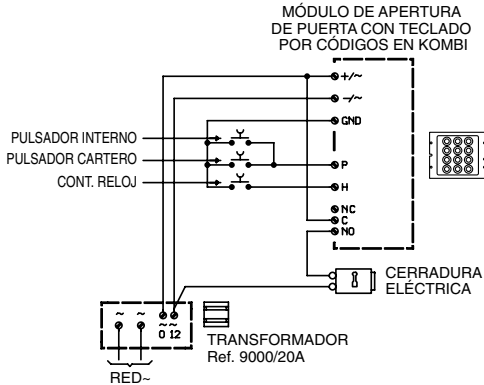 MÓDULO DE APERTURA
DE PUERTA CON TECLADO
POR CÓDIGOS EN KOMBI
+/~
-/~
GND
PULSADOR INTERNO
PULSADOR CARTERO
P
CONT. RELOJ
H
NC
C
NO
CERRADURA
ELÉCTRICA
~ ~ ~ ~
0 12
TRANSFORMADOR
Ref. 9000/20A
RED~